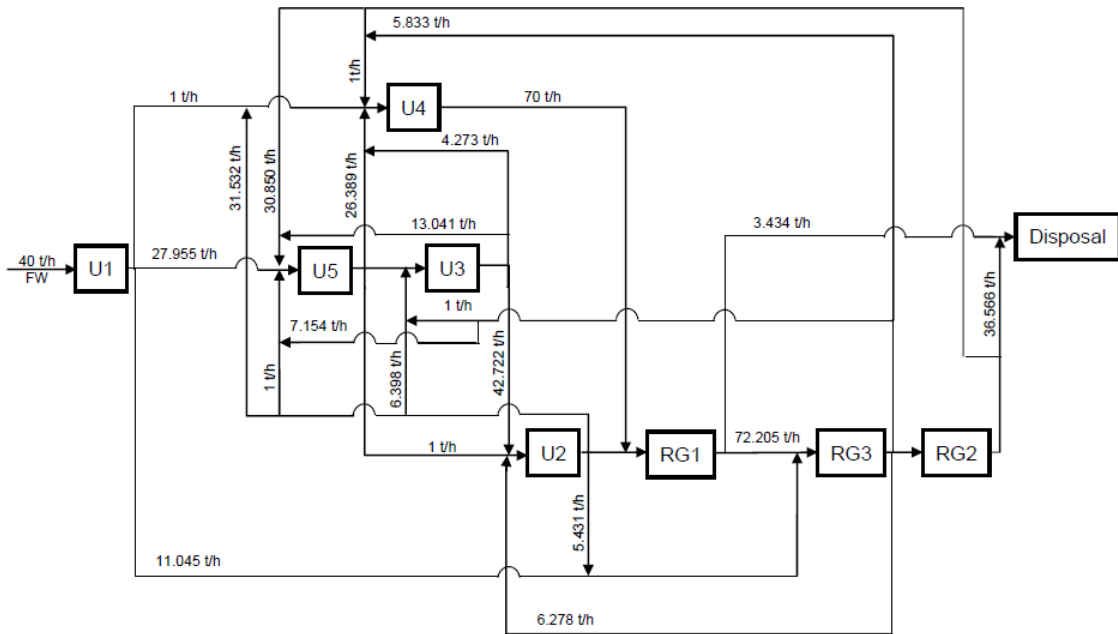 5.833 t/h
1t/h
1 t/h
U4
70 t/h
4.273 t/h
31.532 t/h
30.850 t/h
26.389 t/h
13.041 t/h
3.434 t/h
Disposal
40 t/h
FW
U1
27.955 t/h
U5
U3
36.566 t/h
1 t/h
7.154 t/h
1 t/h
6.398 t/h
42.722 t/h
1 t/h
U2
RG1
72.205 t/h
RG3
RG2
5.431 t/h
11.045 t/h
6.278 t/h